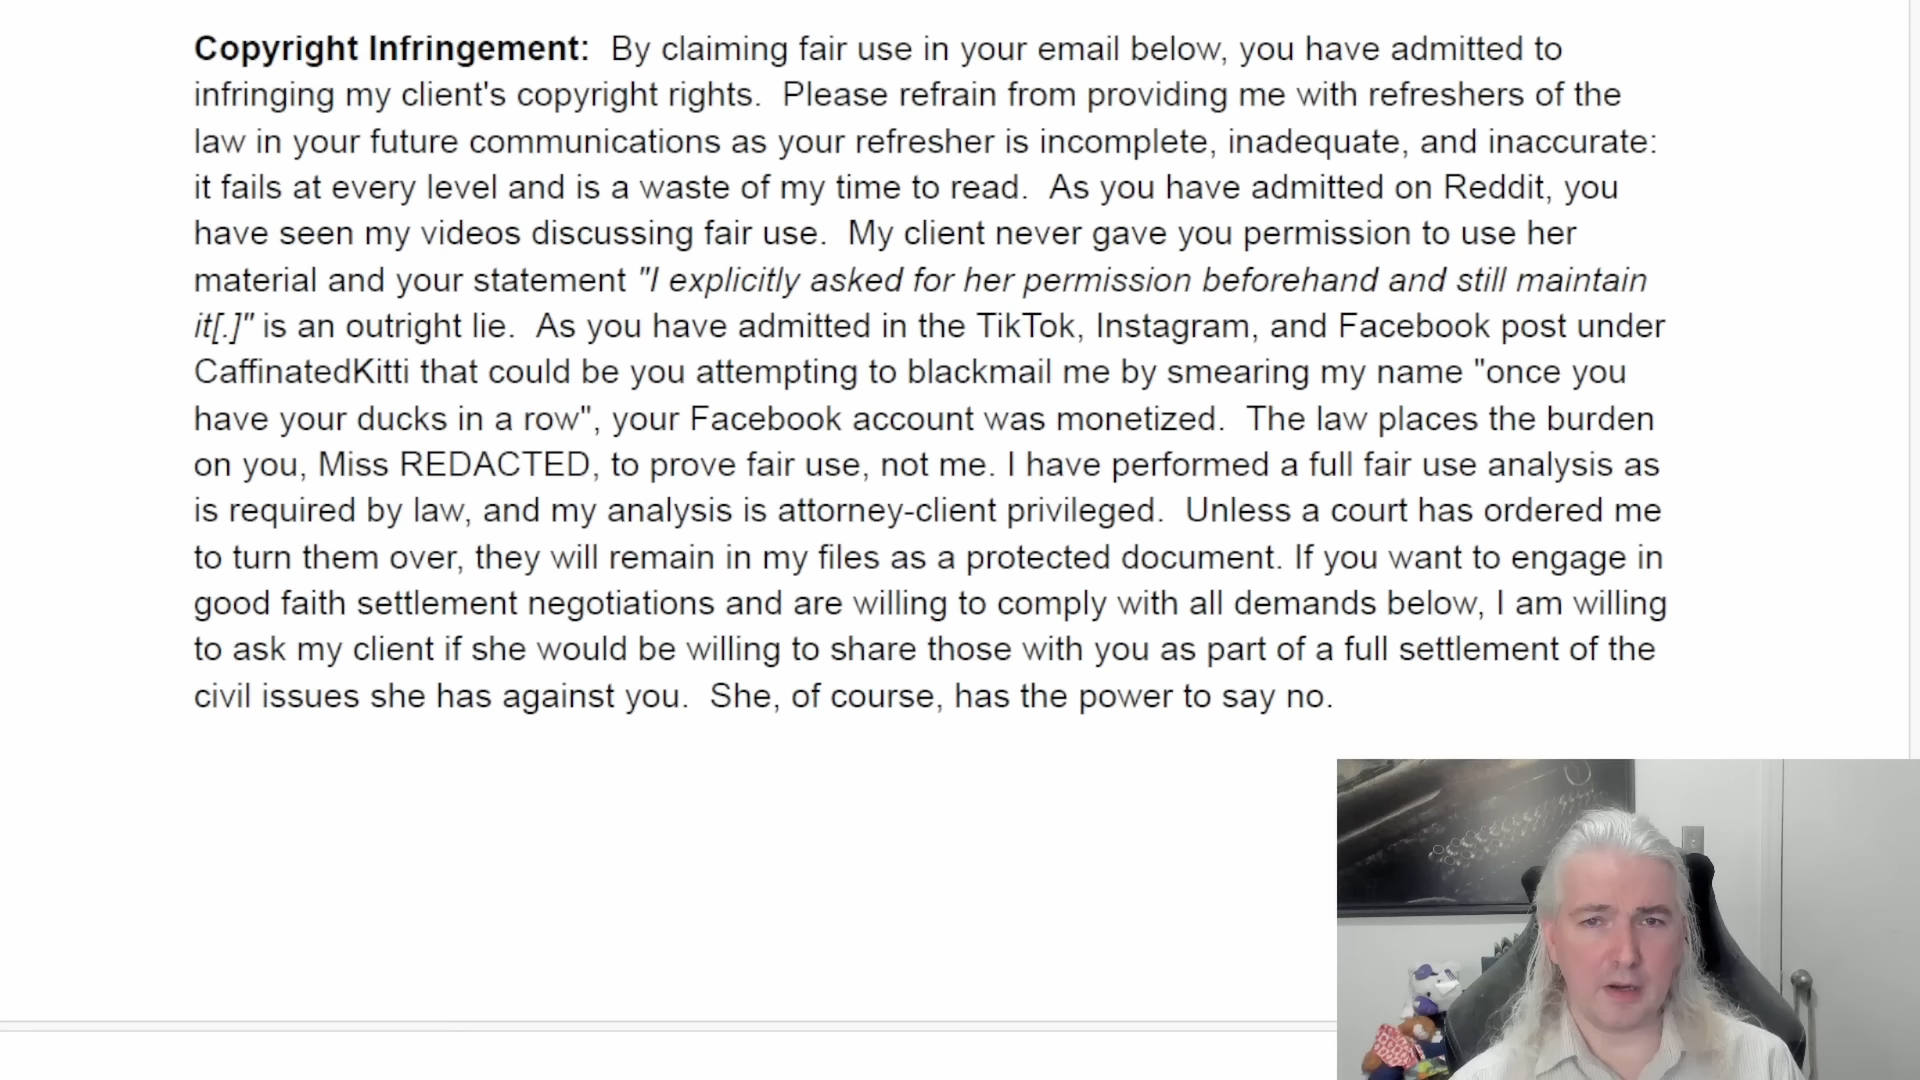 Copyright Infringement:  By claiming fair use in your email below, you have admitted to
infringing my client's copyright rights.  Please refrain from providing me with refreshers of the
law in your future communications as your refresher is incomplete, inadequate, and inaccurate:
it fails at every level and is a waste of my time to read.  As you have admitted on Reddit, you
have seen my videos discussing fair use.  My client never gave you permission to use her
material and your statement "I explicitly asked for her permission beforehand and still maintain
it[.]" is an outright lie.  As you have admitted in the TikTok, Instagram, and Facebook post under
CaffinatedKitti that could be you attempting to blackmail me by smearing my name "once you
have your ducks in a row", your Facebook account was monetized.  The law places the burden
on you, Miss REDACTED, to prove fair use, not me. I have performed a full fair use analysis as
is required by law, and my analysis is attorney-client privileged.  Unless a court has ordered me
to turn them over, they will remain in my files as a protected document. If you want to engage in
good faith settlement negotiations and are willing to comply with all demands below, I am willing
to ask my client if she would be willing to share those with you as part of a full settlement of the
civil issues she has against you.  She, of course, has the power to say no.